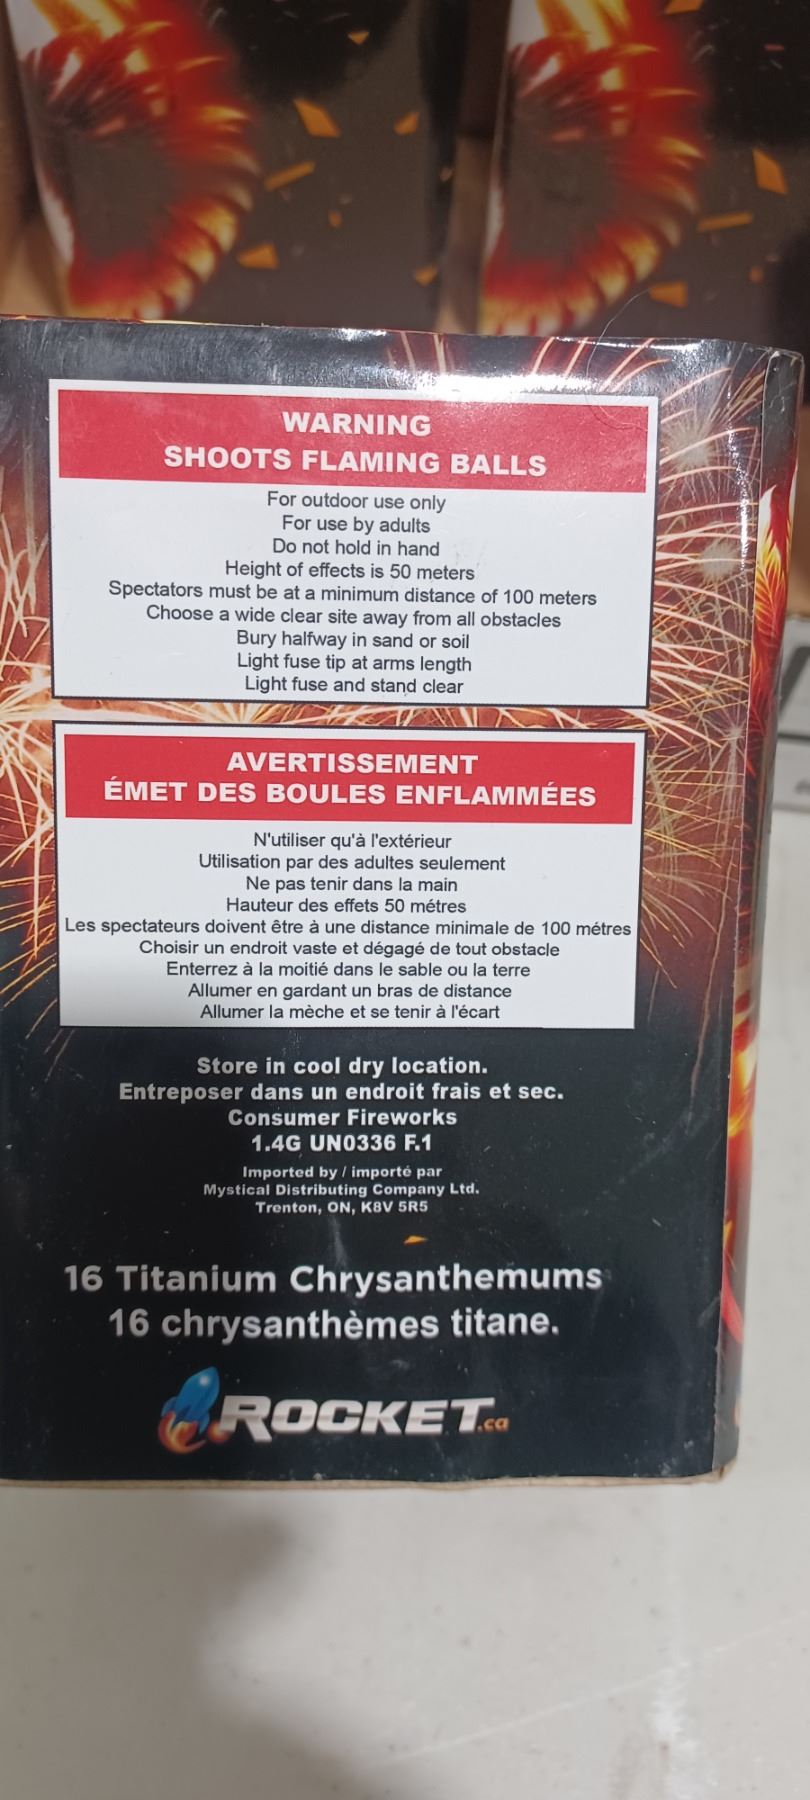 WARNING
SHOOTS FLAMING BALLS
For outdoor use only
For use by adults
Do not hold in hand
Height of effects is 50 meters
Spectators must be at a minimum distance of 100 meters
Choose a wide clear site away from all obstacles
Bury halfway in sand or soil
Light fuse tip at arms length
Light fuse and stand clear
AVERTISSEMENT
ÉMET DES BOULES ENFLAMMÉES
N'utiliser qu'à l'extérieur
Utilisation par des adultes seulement
Ne pas tenir dans la main
Hauteur des effets 50 métres
Les spectateurs doivent être à une distance minimale de 100 métres
Choisir un endroit vaste et dégagé de tout obstacle
Enterrez à la moitié dans le sable ou la terre
Allumer en gardant un bras de distance
Allumer la mèche et se tenir à l'écart
Store in cool dry location.
Entreposer dans un endroit frais et sec.
Consumer Fireworks
1.4G UN0336 F.1
Imported by / importé par
Mystical Distributing Company Ltd.
Trenton, ON, K8V 5R5
16 Titanium Chrysanthemums
16 chrysanthèmes titane.
ROCKET.ca